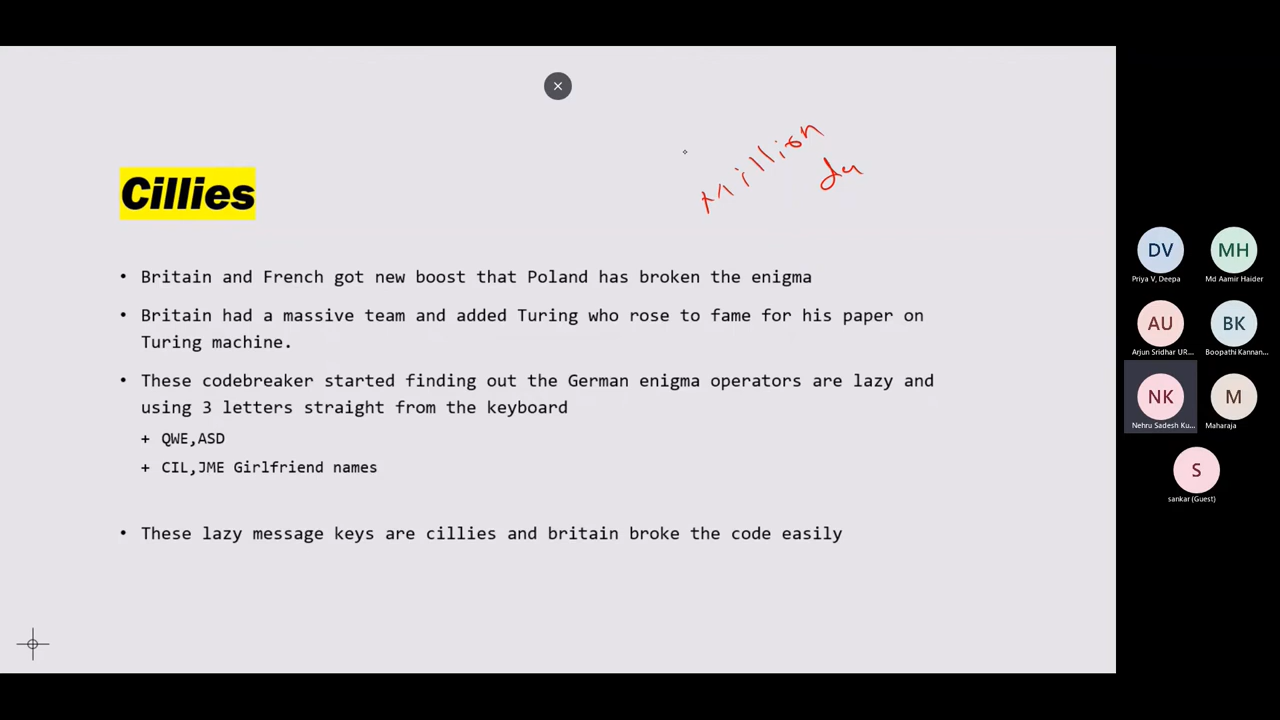 Million
Cillies
• Britain and French got new boost that Poland has broken the enigma
• Britain had a massive team and added Turing who rose to fame for his paper on
Turing machine.
• These codebreaker started finding out the German enigma operators are lazy and
using 3 letters straight from the keyboard
+ QWE,ASD
+ CIL,JME Girlfriend names
• These lazy message keys are cillies and britain broke the code easily
DV
MH
Priya V, Deepa
Md Aamir Haider
AU
BK
Arjun Sridhar UR...
Boopathi Kannan...
NK
M
Nehru Sadesh Ku...
Maharaja
S
sankar (Guest)